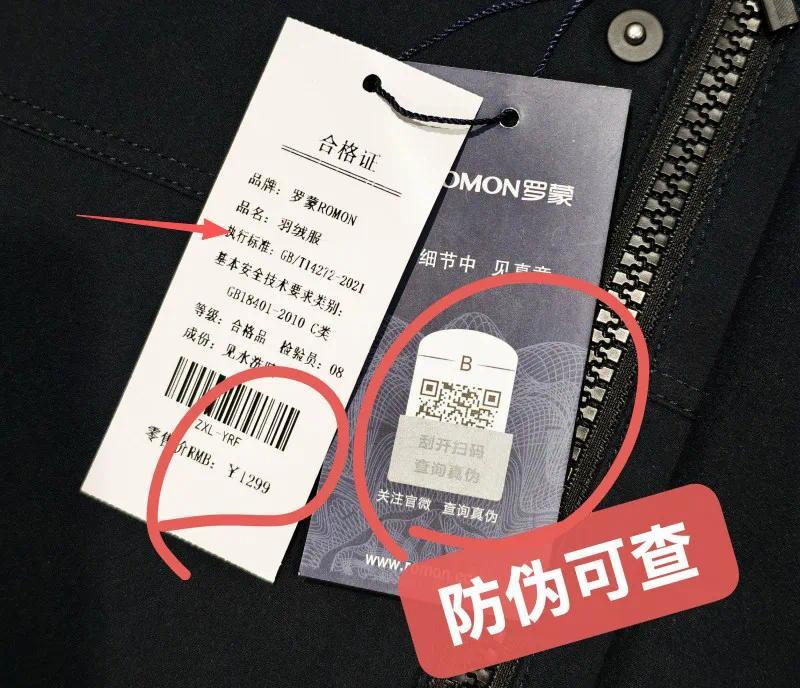 合格证
品牌：罗蒙ROMON
品名：羽绒服
执行标准：GB/T14272-2021
基本安全技术要求类别：
GB18401-2010 C类
等级：合格品 检验员：08
成份：见水洗
ZXL-YRF
零售价RMB：￥1299
OMON罗蒙
细节中 见真章
B
刮开扫码
查询真伪
关注官微 查询真伪
www.romon.
防伪可查